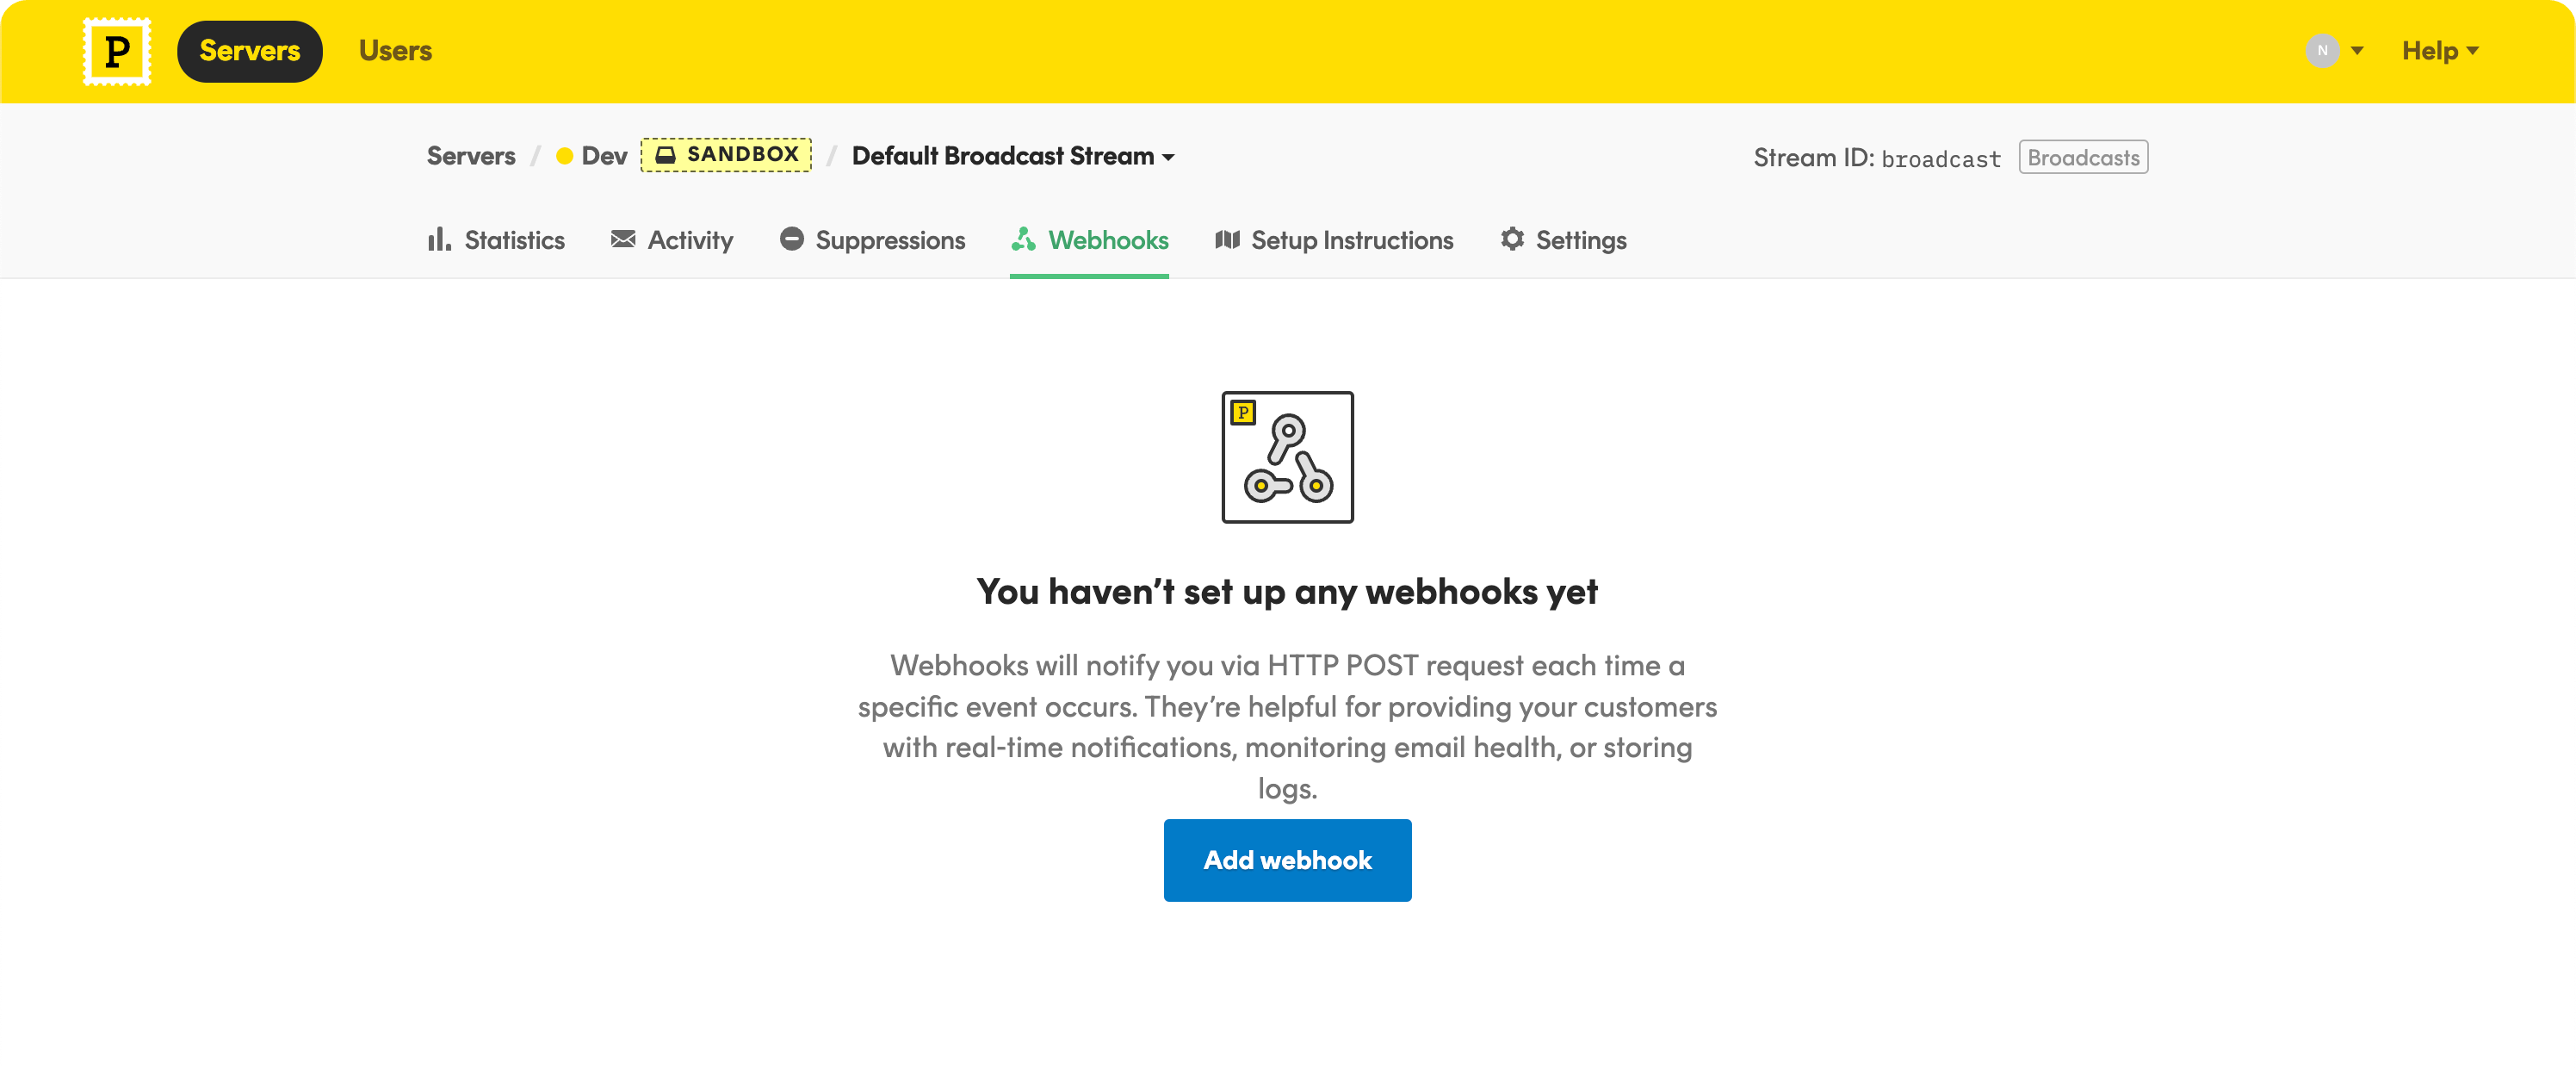 P Servers Users N Help
Servers / Dev SANDBOX / Default Broadcast Stream Stream ID: broadcast Broadcasts
Statistics Activity Suppressions Webhooks Setup Instructions Settings
P
You haven’t set up any webhooks yet
Webhooks will notify you via HTTP POST request each time a
specific event occurs. They’re helpful for providing your customers
with real-time notifications, monitoring email health, or storing
logs.
Add webhook